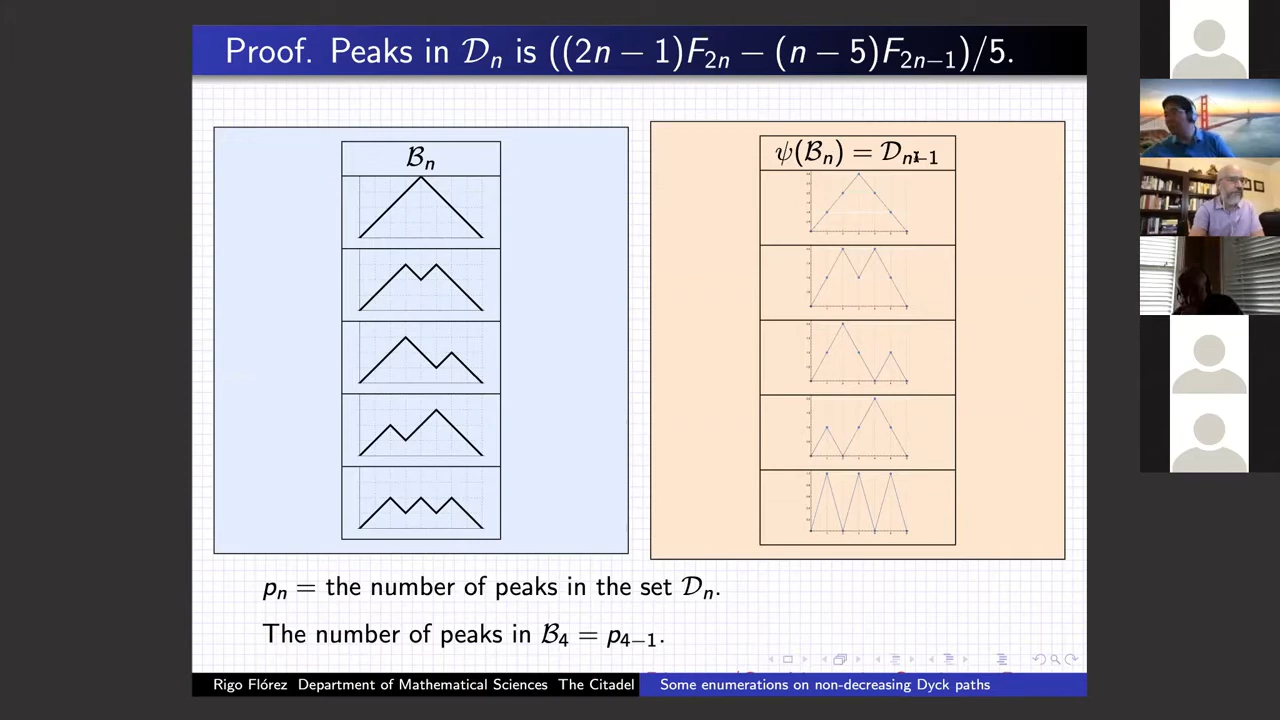 Proof. Peaks in 𝒟ₙ is ((2n − 1)F₂ₙ − (n − 5)F₂ₙ₋₁)/5.
ℬₙ
ψ(ℬₙ) = 𝒟ₙ₋₁
pₙ = the number of peaks in the set 𝒟ₙ.
The number of peaks in ℬ₄ = p₄₋₁.
Rigo Flórez Department of Mathematical Sciences The Citadel
Some enumerations on non-decreasing Dyck paths